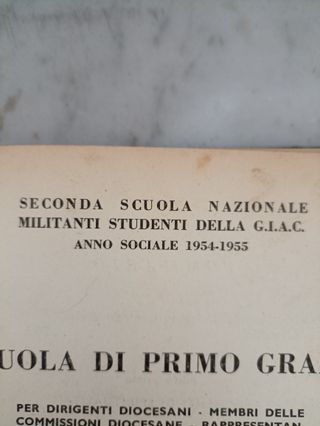 SECONDA SCUOLA NAZIONALE
MILITANTI STUDENTI DELLA G.I.A.C.
ANNO SOCIALE 1954-1955
UOLA DI PRIMO GRA
PER DIRIGENTI DIOCESANI - MEMBRI DELLE
COMMISSIONI DIOCESANE - RAPPRESENTAN